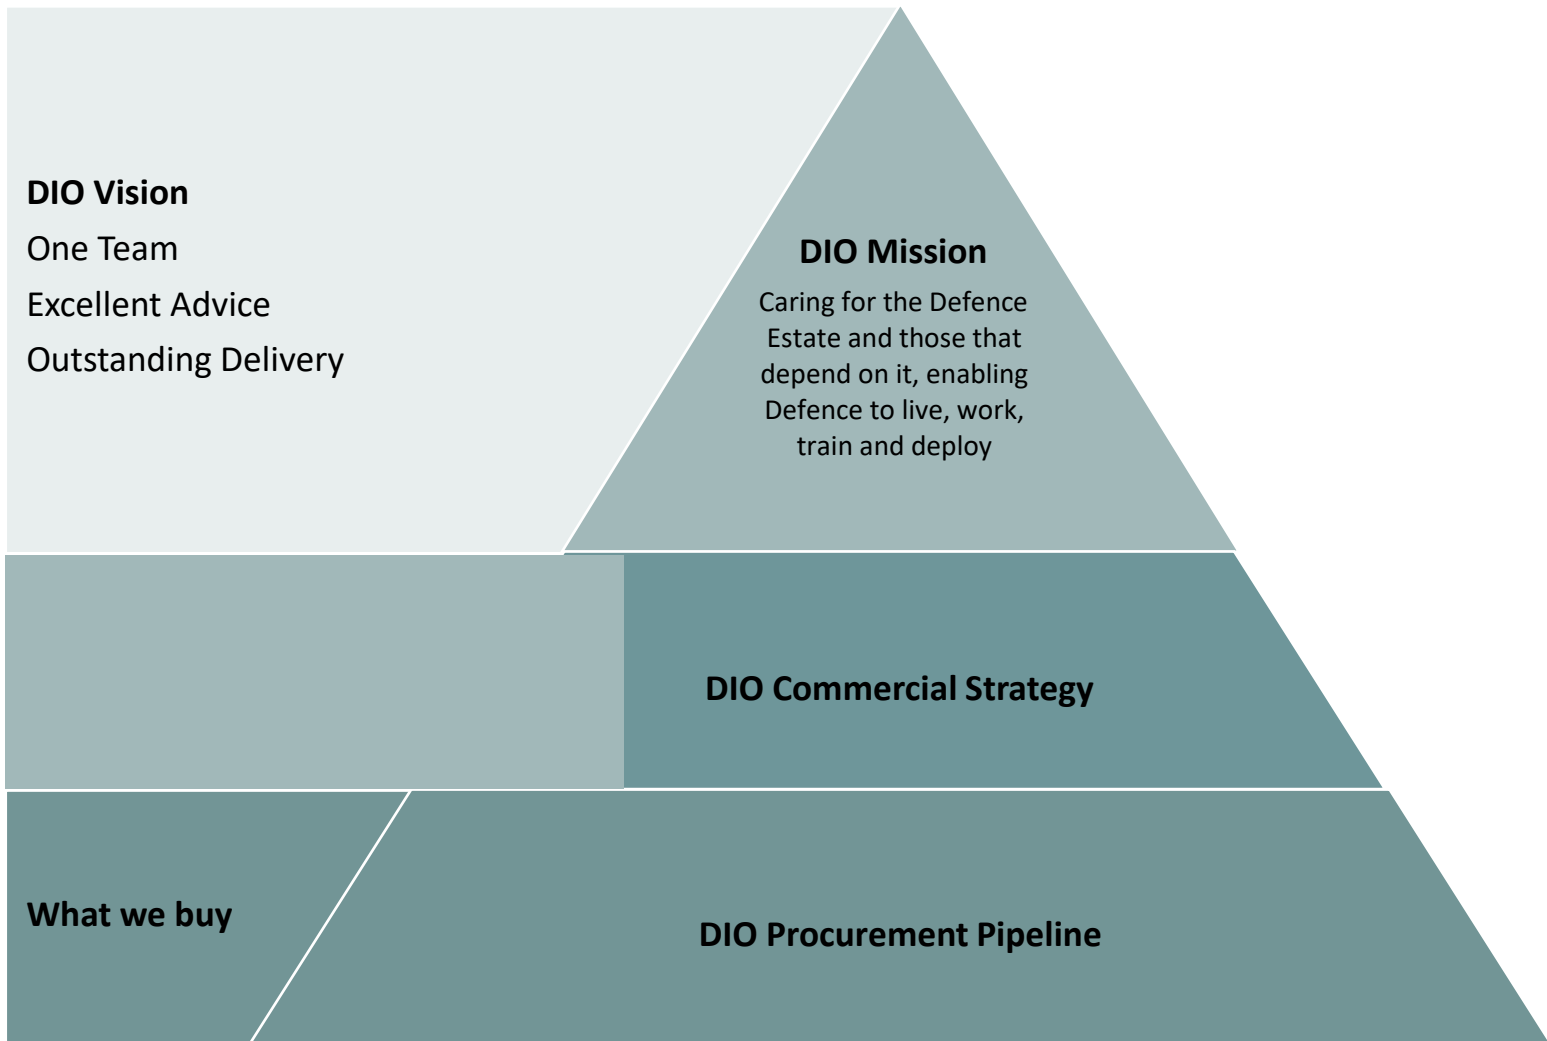 DIO Vision
One Team
Excellent Advice
Outstanding Delivery
DIO Mission
Caring for the Defence
Estate and those that
depend on it, enabling
Defence to live, work,
train and deploy
DIO Commercial Strategy
What we buy
DIO Procurement Pipeline